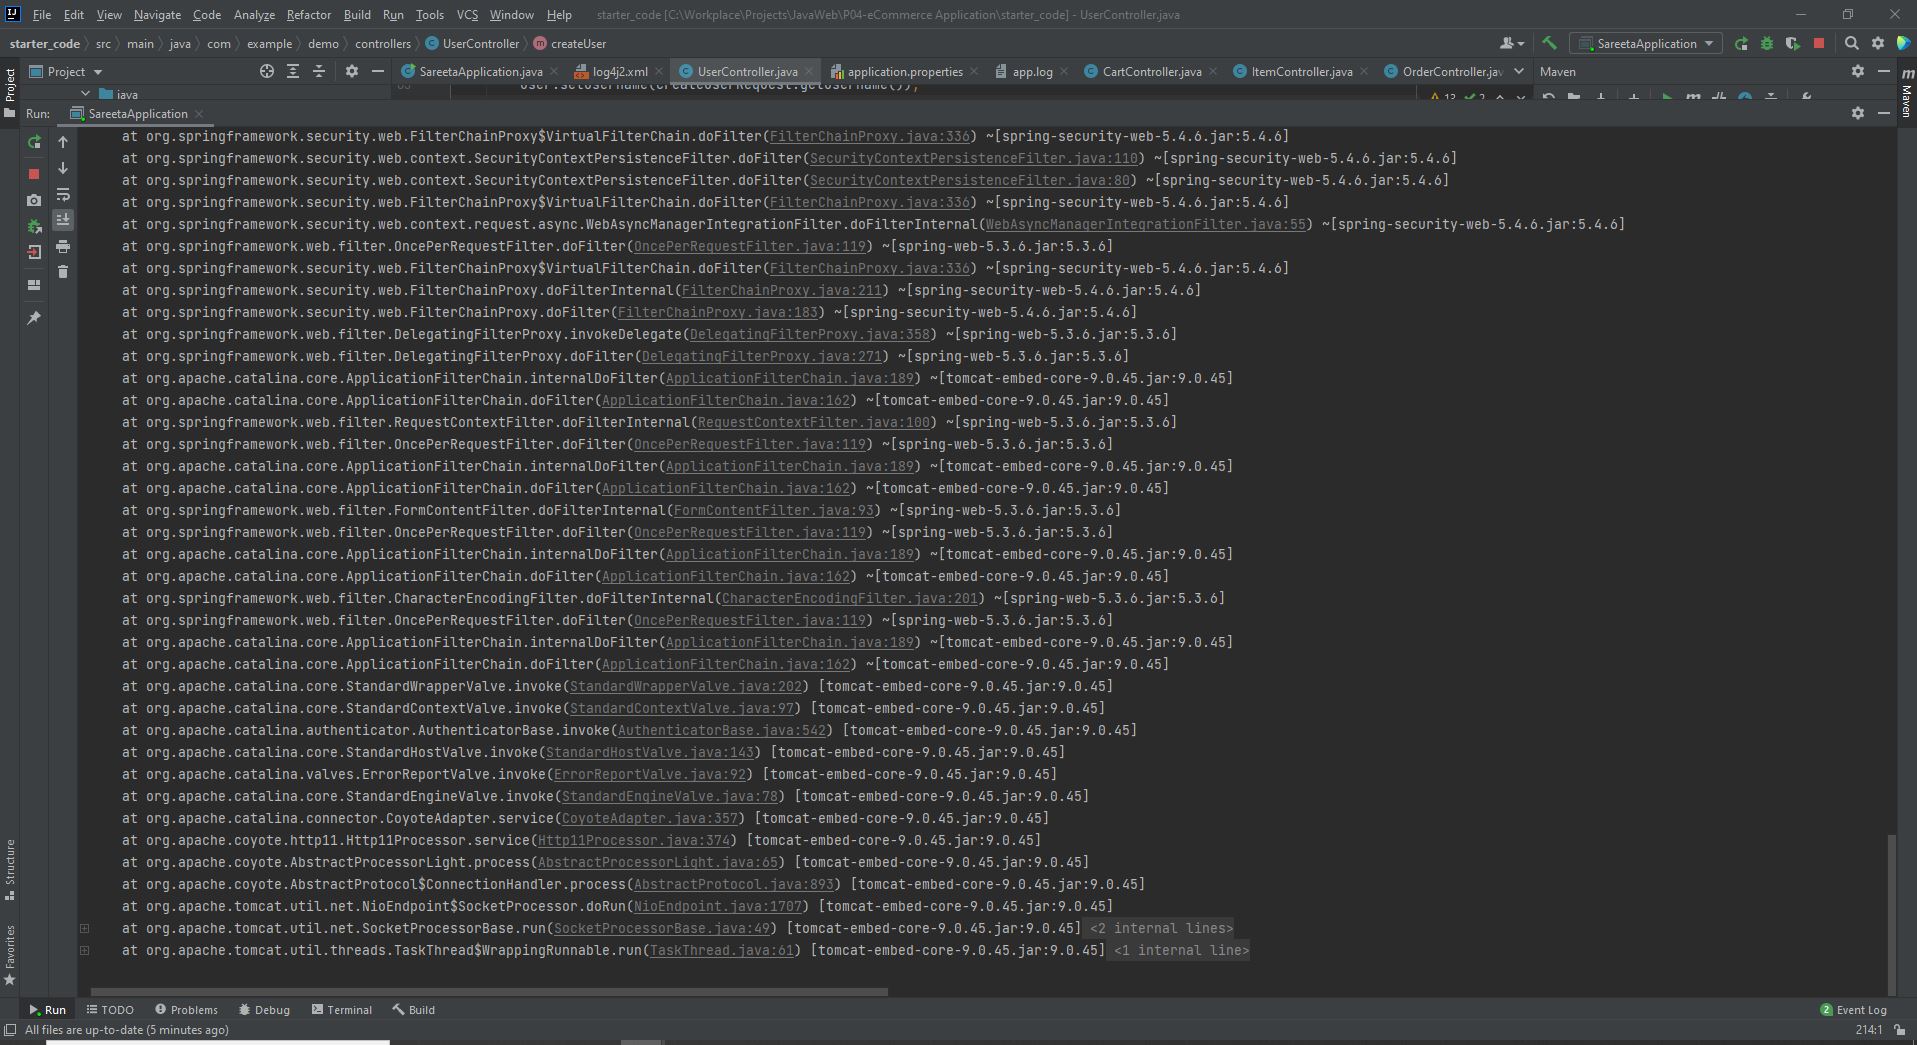 File Edit View Navigate Code Analyze Refactor Build Run Tools VCS Window Help starter_code [C:\Workplace\Projects\JavaWeb\P04-eCommerce Application\starter_code] - UserController.java
starter_code src main java com example demo controllers UserController createUser SareetaApplication
Project SareetaApplication.java log4j2.xml UserController.java application.properties app.log CartController.java ItemController.java OrderController.jav Maven
java
Run: SareetaApplication
at org.springframework.security.web.FilterChainProxy$VirtualFilterChain.doFilter(FilterChainProxy.java:336) ~[spring-security-web-5.4.6.jar:5.4.6]
at org.springframework.security.web.context.SecurityContextPersistenceFilter.doFilter(SecurityContextPersistenceFilter.java:110) ~[spring-security-web-5.4.6.jar:5.4.6]
at org.springframework.security.web.context.SecurityContextPersistenceFilter.doFilter(SecurityContextPersistenceFilter.java:80) ~[spring-security-web-5.4.6.jar:5.4.6]
at org.springframework.security.web.FilterChainProxy$VirtualFilterChain.doFilter(FilterChainProxy.java:336) ~[spring-security-web-5.4.6.jar:5.4.6]
at org.springframework.security.web.context.request.async.WebAsyncManagerIntegrationFilter.doFilterInternal(WebAsyncManagerIntegrationFilter.java:55) ~[spring-security-web-5.4.6.jar:5.4.6]
at org.springframework.web.filter.OncePerRequestFilter.doFilter(OncePerRequestFilter.java:119) ~[spring-web-5.3.6.jar:5.3.6]
at org.springframework.security.web.FilterChainProxy$VirtualFilterChain.doFilter(FilterChainProxy.java:336) ~[spring-security-web-5.4.6.jar:5.4.6]
at org.springframework.security.web.FilterChainProxy.doFilterInternal(FilterChainProxy.java:211) ~[spring-security-web-5.4.6.jar:5.4.6]
at org.springframework.security.web.FilterChainProxy.doFilter(FilterChainProxy.java:183) ~[spring-security-web-5.4.6.jar:5.4.6]
at org.springframework.web.filter.DelegatingFilterProxy.invokeDelegate(DelegatingFilterProxy.java:358) ~[spring-web-5.3.6.jar:5.3.6]
at org.springframework.web.filter.DelegatingFilterProxy.doFilter(DelegatingFilterProxy.java:271) ~[spring-web-5.3.6.jar:5.3.6]
at org.apache.catalina.core.ApplicationFilterChain.internalDoFilter(ApplicationFilterChain.java:189) ~[tomcat-embed-core-9.0.45.jar:9.0.45]
at org.apache.catalina.core.ApplicationFilterChain.doFilter(ApplicationFilterChain.java:162) ~[tomcat-embed-core-9.0.45.jar:9.0.45]
at org.springframework.web.filter.RequestContextFilter.doFilterInternal(RequestContextFilter.java:100) ~[spring-web-5.3.6.jar:5.3.6]
at org.springframework.web.filter.OncePerRequestFilter.doFilter(OncePerRequestFilter.java:119) ~[spring-web-5.3.6.jar:5.3.6]
at org.apache.catalina.core.ApplicationFilterChain.internalDoFilter(ApplicationFilterChain.java:189) ~[tomcat-embed-core-9.0.45.jar:9.0.45]
at org.apache.catalina.core.ApplicationFilterChain.doFilter(ApplicationFilterChain.java:162) ~[tomcat-embed-core-9.0.45.jar:9.0.45]
at org.springframework.web.filter.FormContentFilter.doFilterInternal(FormContentFilter.java:93) ~[spring-web-5.3.6.jar:5.3.6]
at org.springframework.web.filter.OncePerRequestFilter.doFilter(OncePerRequestFilter.java:119) ~[spring-web-5.3.6.jar:5.3.6]
at org.apache.catalina.core.ApplicationFilterChain.internalDoFilter(ApplicationFilterChain.java:189) ~[tomcat-embed-core-9.0.45.jar:9.0.45]
at org.apache.catalina.core.ApplicationFilterChain.doFilter(ApplicationFilterChain.java:162) ~[tomcat-embed-core-9.0.45.jar:9.0.45]
at org.springframework.web.filter.CharacterEncodingFilter.doFilterInternal(CharacterEncodingFilter.java:201) ~[spring-web-5.3.6.jar:5.3.6]
at org.springframework.web.filter.OncePerRequestFilter.doFilter(OncePerRequestFilter.java:119) ~[spring-web-5.3.6.jar:5.3.6]
at org.apache.catalina.core.ApplicationFilterChain.internalDoFilter(ApplicationFilterChain.java:189) ~[tomcat-embed-core-9.0.45.jar:9.0.45]
at org.apache.catalina.core.ApplicationFilterChain.doFilter(ApplicationFilterChain.java:162) ~[tomcat-embed-core-9.0.45.jar:9.0.45]
at org.apache.catalina.core.StandardWrapperValve.invoke(StandardWrapperValve.java:202) [tomcat-embed-core-9.0.45.jar:9.0.45]
at org.apache.catalina.core.StandardContextValve.invoke(StandardContextValve.java:97) [tomcat-embed-core-9.0.45.jar:9.0.45]
at org.apache.catalina.authenticator.AuthenticatorBase.invoke(AuthenticatorBase.java:542) [tomcat-embed-core-9.0.45.jar:9.0.45]
at org.apache.catalina.core.StandardHostValve.invoke(StandardHostValve.java:143) [tomcat-embed-core-9.0.45.jar:9.0.45]
at org.apache.catalina.valves.ErrorReportValve.invoke(ErrorReportValve.java:92) [tomcat-embed-core-9.0.45.jar:9.0.45]
at org.apache.catalina.core.StandardEngineValve.invoke(StandardEngineValve.java:78) [tomcat-embed-core-9.0.45.jar:9.0.45]
at org.apache.catalina.connector.CoyoteAdapter.service(CoyoteAdapter.java:357) [tomcat-embed-core-9.0.45.jar:9.0.45]
at org.apache.coyote.http11.Http11Processor.service(Http11Processor.java:374) [tomcat-embed-core-9.0.45.jar:9.0.45]
at org.apache.coyote.AbstractProcessorLight.process(AbstractProcessorLight.java:65) [tomcat-embed-core-9.0.45.jar:9.0.45]
at org.apache.coyote.AbstractProtocol$ConnectionHandler.process(AbstractProtocol.java:893) [tomcat-embed-core-9.0.45.jar:9.0.45]
at org.apache.tomcat.util.net.NioEndpoint$SocketProcessor.doRun(NioEndpoint.java:1707) [tomcat-embed-core-9.0.45.jar:9.0.45]
at org.apache.tomcat.util.net.SocketProcessorBase.run(SocketProcessorBase.java:49) [tomcat-embed-core-9.0.45.jar:9.0.45] <2 internal lines>
at org.apache.tomcat.util.threads.TaskThread$WrappingRunnable.run(TaskThread.java:61) [tomcat-embed-core-9.0.45.jar:9.0.45] <1 internal line>
Project
Structure
Favorites
Maven
Run TODO Problems Debug Terminal Build 2 Event Log
All files are up-to-date (5 minutes ago) 214:1